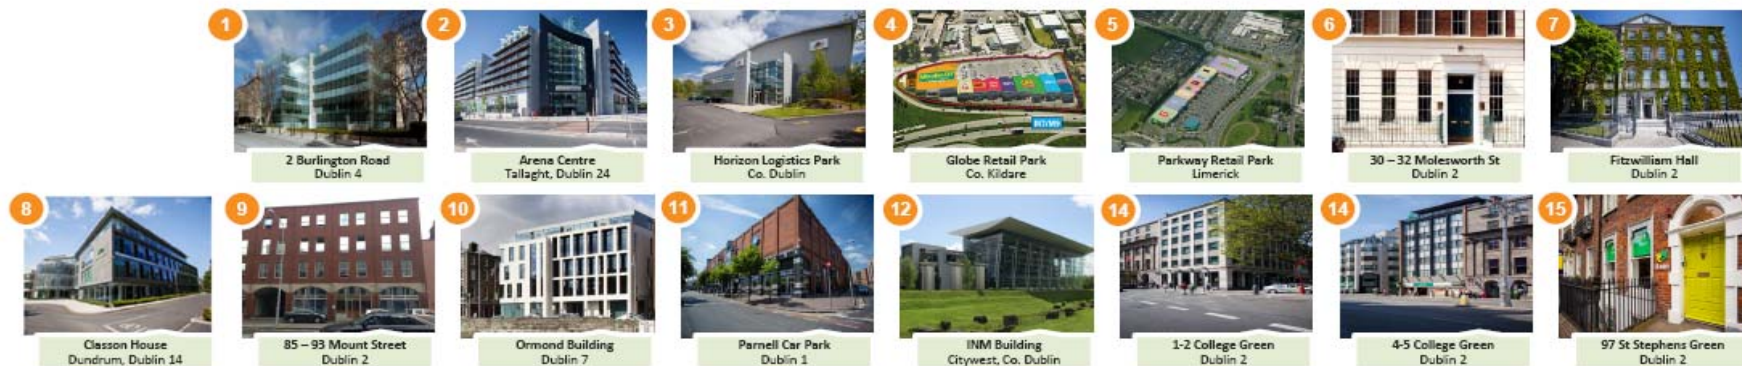 1
2 Burlington Road
Dublin 4
2
Arena Centre
Tallaght, Dublin 24
3
Horizon Logistics Park
Co. Dublin
4
Globe Retail Park
Co. Kildare
5
Parkway Retail Park
Limerick
6
30 – 32 Molesworth St
Dublin 2
7
Fitzwilliam Hall
Dublin 2
8
Classon House
Dundrum, Dublin 14
9
85 – 93 Mount Street
Dublin 2
10
Ormond Building
Dublin 7
11
Parnell Car Park
Dublin 1
12
INM Building
Citywest, Co. Dublin
14
1-2 College Green
Dublin 2
14
4-5 College Green
Dublin 2
15
97 St Stephens Green
Dublin 2